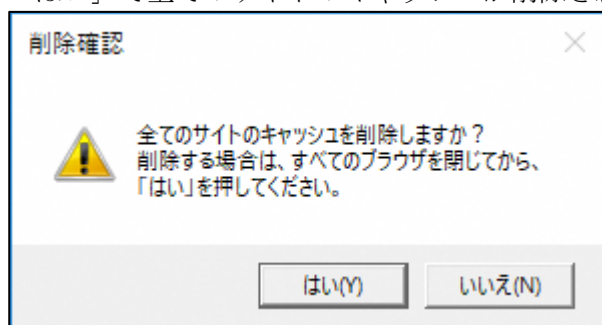 削除確認
全てのサイトのキャッシュを削除しますか？
削除する場合は、すべてのブラウザを閉じてから、
「はい」を押してください。
はい(Y)
いいえ(N)